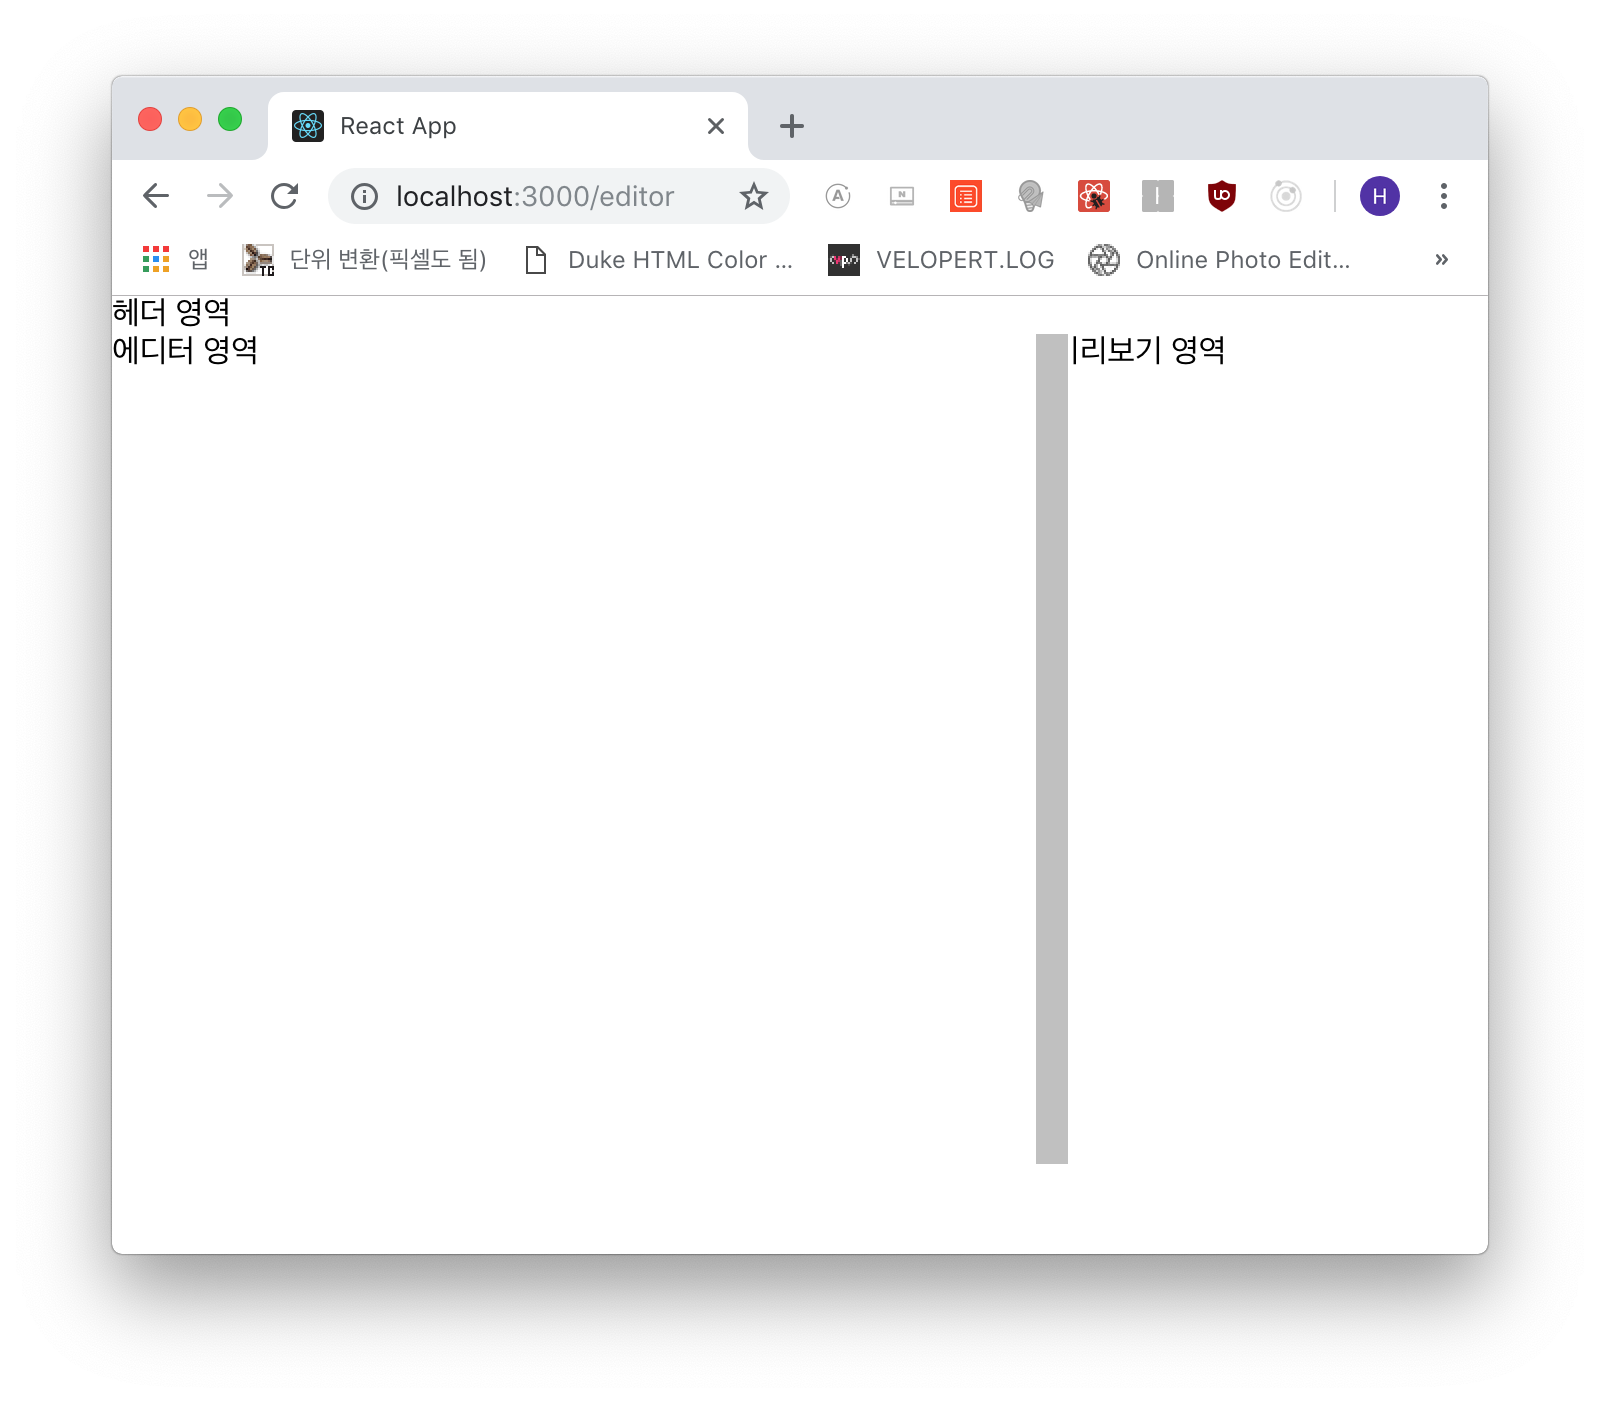 React App
localhost:3000/editor
H
앱 단위 변환(픽셀도 됨) Duke HTML Color ... VELOPERT.LOG Online Photo Edit... »
헤더 영역
에디터 영역 리보기 영역